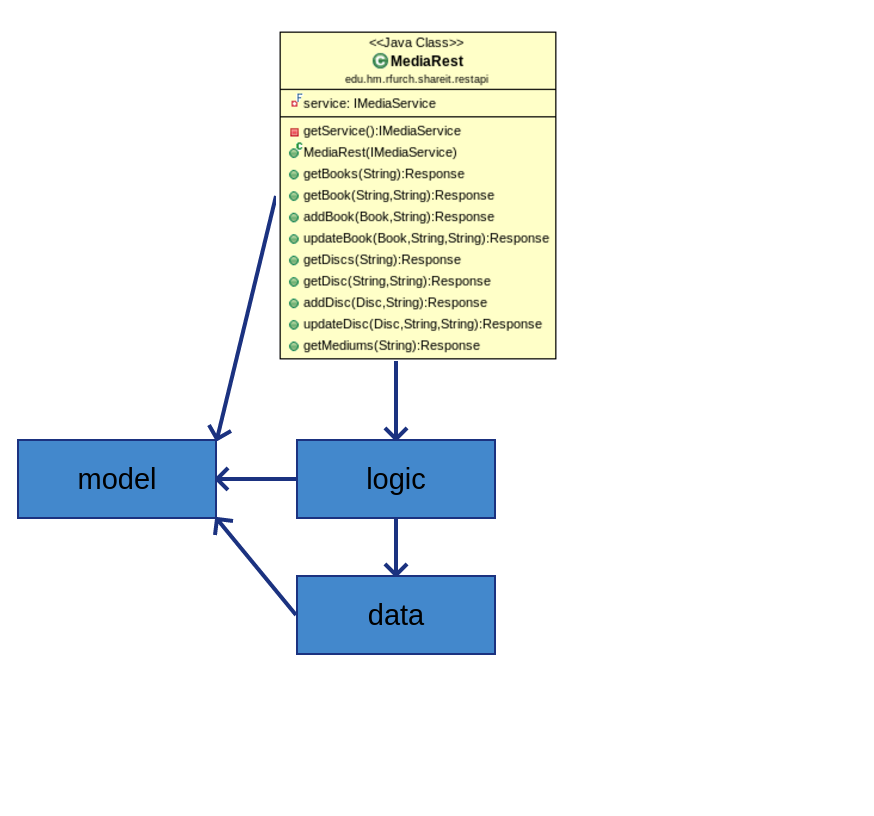 <<Java Class>>
MediaRest
edu.hm.rfurch.shareit.restapi
service: IMediaService
getService():IMediaService
MediaRest(IMediaService)
getBooks(String):Response
getBook(String,String):Response
addBook(Book,String):Response
updateBook(Book,String,String):Response
getDiscs(String):Response
getDisc(String,String):Response
addDisc(Disc,String):Response
updateDisc(Disc,String,String):Response
getMediums(String):Response
model
logic
data